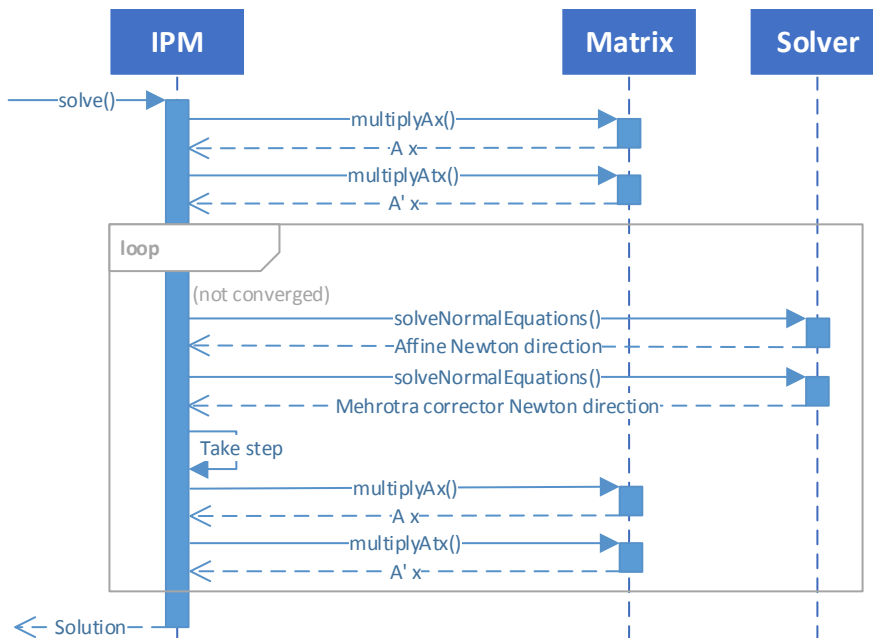 IPM
Matrix
Solver
solve()
multiplyAx()
A x
multiplyAtx()
A' x
loop
(not converged)
solveNormalEquations()
Affine Newton direction
solveNormalEquations()
Mehrotra corrector Newton direction
Take step
multiplyAx()
A x
multiplyAtx()
A' x
Solution